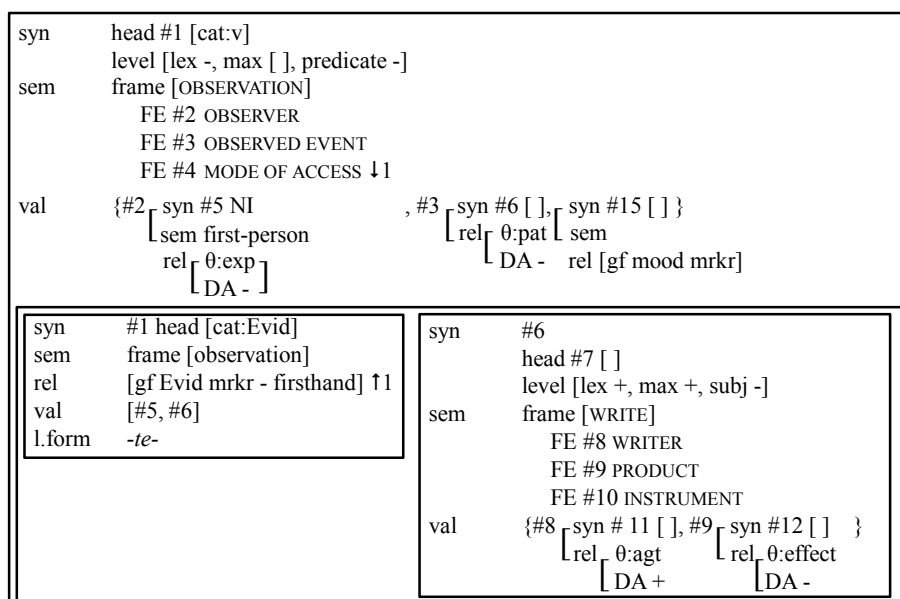 syn head #1 [cat:v]
level [lex -, max [ ], predicate -]
sem frame [OBSERVATION]
FE #2 OBSERVER
FE #3 OBSERVED EVENT
FE #4 MODE OF ACCESS ↓1
val {#2 [ syn #5 NI , #3 [ syn #6 [ ], [ syn #15 [ ] }
sem first-person rel [ θ:pat sem
rel [ θ:exp ] DA - rel [gf mood mrkr]
DA -
syn #1 head [cat:Evid]
sem frame [observation]
rel [gf Evid mrkr - firsthand] ↑1
val [#5, #6]
l.form -te-
syn #6
head #7 [ ]
level [lex +, max +, subj -]
sem frame [WRITE]
FE #8 WRITER
FE #9 PRODUCT
FE #10 INSTRUMENT
val {#8 [ syn # 11 [ ], #9 [ syn #12 [ ] }
rel [ θ:agt rel [ θ:effect
DA + DA -